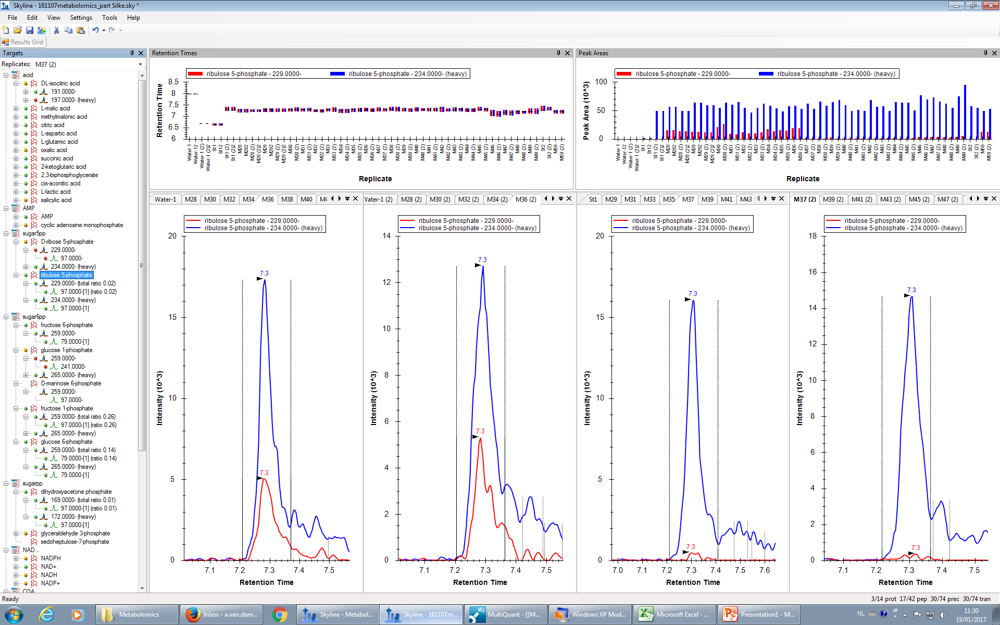 Skyline - 161107metabolomics_part Silke.sky *
File Edit View Settings Tools Help
Results Grid
Targets
Replicates: M37 (2)
acid
DL-isocitric acid
191.0000-
197.0000- (heavy)
L-malic acid
methylmalonic acid
citric acid
L-aspartic acid
L-glutamic acid
oxalic acid
succinic acid
2-ketoglutaric acid
2,3-biphosphoglycerate
cis-aconitic acid
L-lactic acid
salicylic acid
AMP
AMP
cyclic adenosine monophosphate
sugar5pp
D-ribose 5-phosphate
229.0000-
97.0000-
234.0000- (heavy)
ribulose 5-phosphate
229.0000- (total ratio 0.02)
97.0000-[1] (ratio 0.02)
234.0000- (heavy)
97.0000-[1]
sugar6pp
fructose 6-phosphate
259.0000-
79.0000-[1]
glucose 1-phosphate
259.0000-
241.0000-
265.0000- (heavy)
D-mannose 6-phosphate
259.0000-
97.0000-
fructose 1-phosphate
259.0000- (total ratio 0.26)
97.0000-[1] (ratio 0.26)
265.0000- (heavy)
glucose 6-phosphate
259.0000- (total ratio 0.14)
79.0000-[1] (ratio 0.14)
265.0000- (heavy)
79.0000-[1]
sugarpp
dihydroxyacetone phosphate
169.0000- (total ratio 0.01)
97.0000-[1] (ratio 0.01)
172.0000- (heavy)
97.0000-[1]
glyceraldehyde 3-phosphate
sedoheptulose-7-phosphate
NAD...
NADPH
NAD+
NADH
NADP+
COA
Retention Times
ribulose 5-phosphate - 229.0000- ribulose 5-phosphate - 234.0000- (heavy)
Retention Time
8.5
8
7.5
7
6.5
6
Water-1 Water-12 Water-1 (2) Water-1 (2)2 St1 St12 St1 (2) St1 (2)2 M28 M282 M28 (2) M28 (2)2 M29 M292 M29 (2) M29 (2)2 M30 M30 (2) M31 M31 (2) M32 M32 (2) M33 M33 (2) M34 M34 (2) M35 M35 (2) M36 M36 (2) M37 M37 (2) M38 M38 (2) M39 M39 (2) M40 M40 (2) M41 M41 (2) M42 M42 (2) M43 M43 (2) M44 M44 (2) M45 M45 (2) M46 M46 (2) M47 M47 (2) M48 M48 (2) M49 M49 (2) St2 St2 (2) M59 M59 (2)
Replicate
Peak Areas
ribulose 5-phosphate - 229.0000- ribulose 5-phosphate - 234.0000- (heavy)
Peak Area (10^3)
100
50
0
Water-1 Water-12 Water-1 (2) Water-1 (2)2 St1 St12 St1 (2) St1 (2)2 M28 M282 M28 (2) M28 (2)2 M29 M292 M29 (2) M29 (2)2 M30 M30 (2) M31 M31 (2) M32 M32 (2) M33 M33 (2) M34 M34 (2) M35 M35 (2) M36 M36 (2) M37 M37 (2) M38 M38 (2) M39 M39 (2) M40 M40 (2) M41 M41 (2) M42 M42 (2) M43 M43 (2) M44 M44 (2) M45 M45 (2) M46 M46 (2) M47 M47 (2) M48 M48 (2) M49 M49 (2) St2 St2 (2) M59 M59 (2)
Replicate
Water-1 M28 M30 M32 M34 M36 M38 M40 M4
ribulose 5-phosphate - 229.0000-
ribulose 5-phosphate - 234.0000- (heavy)
Intensity (10^3)
20
15
10
5
0
7.3
7.3
7.1 7.2 7.3 7.4 7.5
Retention Time
Vater-1 (2) M28 (2) M30 (2) M32 (2) M34 (2) M36 (2)
ribulose 5-phosphate - 229.0000-
ribulose 5-phosphate - 234.0000- (heavy)
Intensity (10^3)
14
12
10
8
6
4
2
0
7.3
7.3
7.1 7.2 7.3 7.4 7.5
Retention Time
St1 M29 M31 M33 M35 M37 M39 M41 M43
ribulose 5-phosphate - 229.0000-
ribulose 5-phosphate - 234.0000- (heavy)
Intensity (10^3)
20
15
10
5
0
7.3
7.3
7.0 7.1 7.2 7.3 7.4 7.5 7.6
Retention Time
M37 (2) M39 (2) M41 (2) M43 (2) M45 (2) M47 (2)
ribulose 5-phosphate - 229.0000-
ribulose 5-phosphate - 234.0000- (heavy)
Intensity (10^3)
18
16
14
12
10
8
6
4
2
0
7.3
7.3
7.1 7.2 7.3 7.4 7.5
Retention Time
Ready
3/14 prot 17/42 pep 30/74 prec 30/74 tran
Metabolomics
Inbox - a.van.dam...
Skyline - Metabol...
Skyline - 161107m...
MQ
MultiQuant - [[M...
Windows XP Mod...
Microsoft Excel - ...
Presentation1 - M...
NL
11:30
19/01/2017